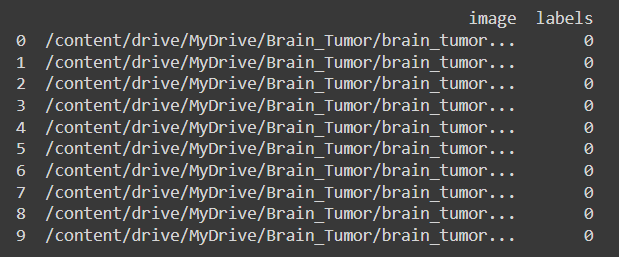 image labels
0 /content/drive/MyDrive/Brain_Tumor/brain_tumor... 0
1 /content/drive/MyDrive/Brain_Tumor/brain_tumor... 0
2 /content/drive/MyDrive/Brain_Tumor/brain_tumor... 0
3 /content/drive/MyDrive/Brain_Tumor/brain_tumor... 0
4 /content/drive/MyDrive/Brain_Tumor/brain_tumor... 0
5 /content/drive/MyDrive/Brain_Tumor/brain_tumor... 0
6 /content/drive/MyDrive/Brain_Tumor/brain_tumor... 0
7 /content/drive/MyDrive/Brain_Tumor/brain_tumor... 0
8 /content/drive/MyDrive/Brain_Tumor/brain_tumor... 0
9 /content/drive/MyDrive/Brain_Tumor/brain_tumor... 0